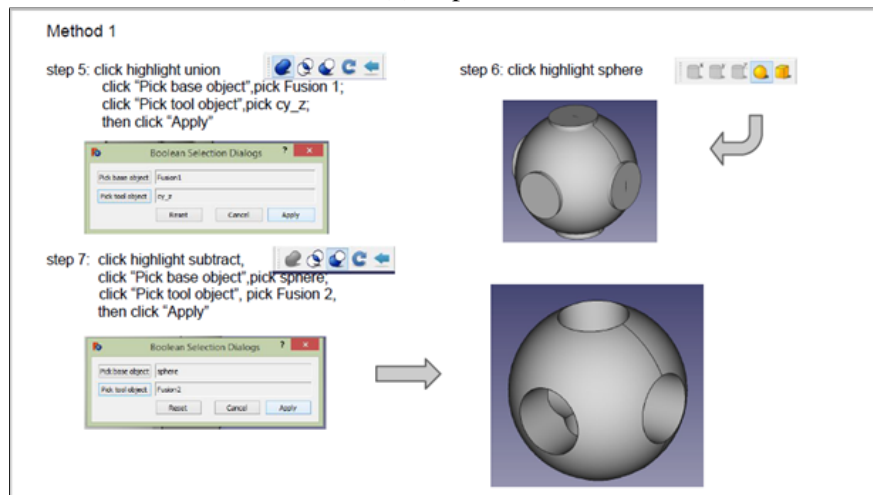 Method 1
step 5: click highlight union
click "Pick base object",pick Fusion 1;
click "Pick tool object",pick cy_z;
then click "Apply"
Boolean Selection Dialogs ? ×
Pick base object Fusion1
Pick tool object cy_z
Reset Cancel Apply
step 6: click highlight sphere
step 7: click highlight subtract,
click "Pick base object",pick sphere;
click "Pick tool object", pick Fusion 2,
then click "Apply"
Boolean Selection Dialogs ? ×
Pick base object sphere
Pick tool object Fusion2
Reset Cancel Apply